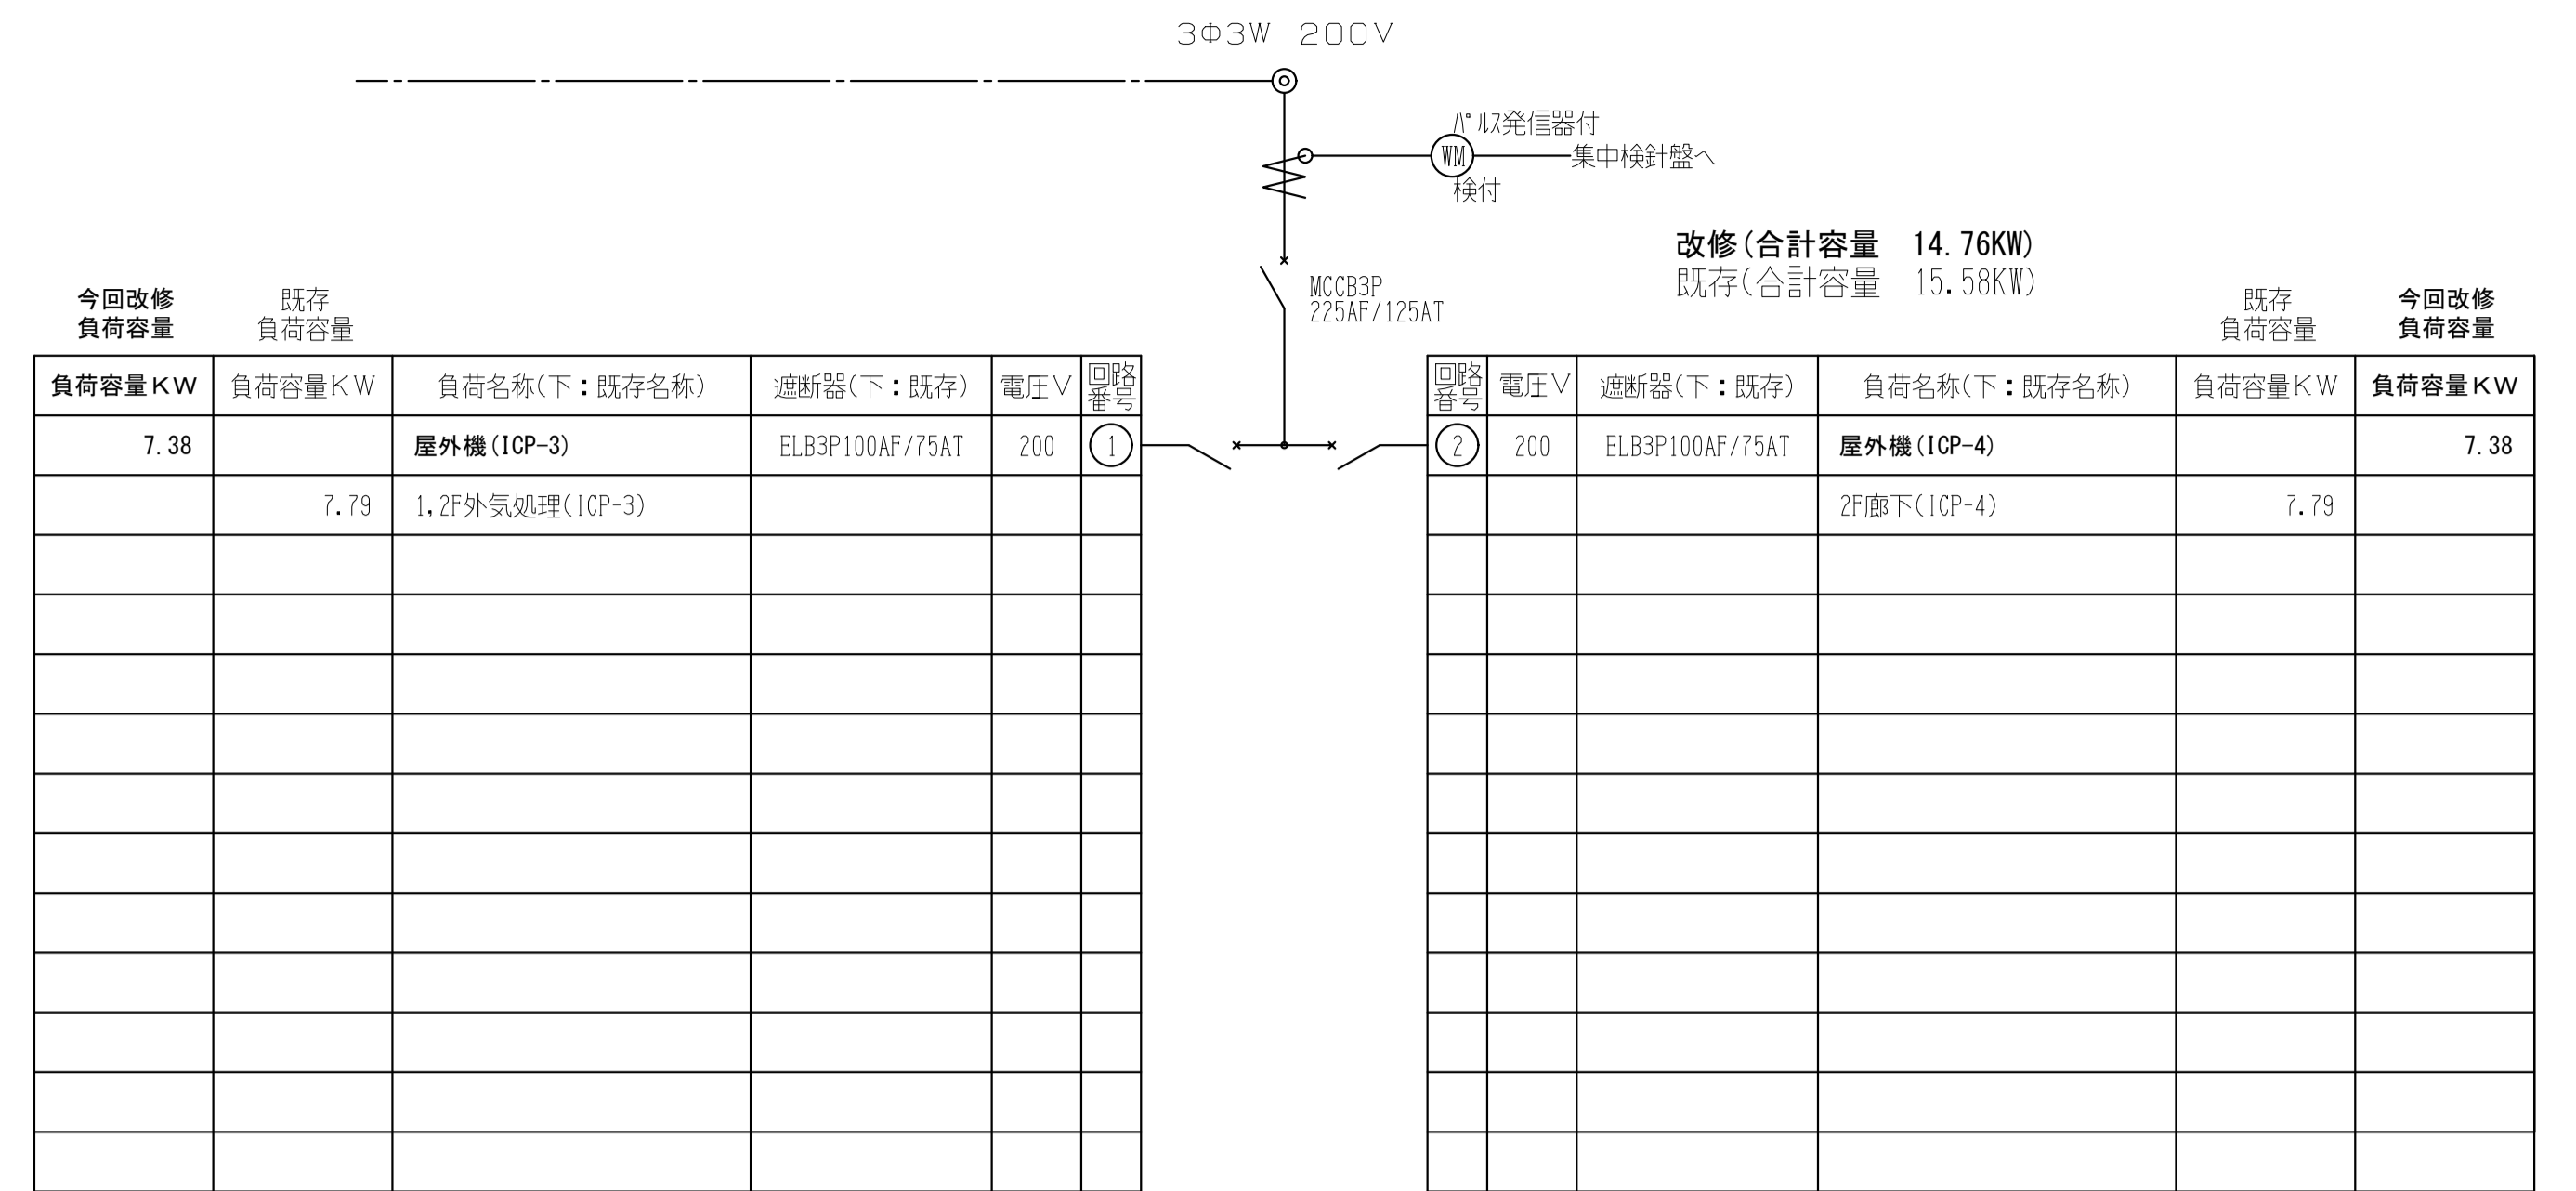 3Φ3W 200V
パルス発信器付
WM
集中検針盤へ
検付
改修(合計容量 14.76KW)
既存(合計容量 15.58KW)
MCCB3P
225AF/125AT
今回改修
負荷容量
既存
負荷容量
既存
負荷容量
今回改修
負荷容量
負荷容量KW 負荷容量KW 負荷名称(下:既存名称) 遮断器(下:既存) 電圧V 回路番号
7.38 屋外機(ICP-3) ELB3P100AF/75AT 200 1
7.79 1,2F外気処理(ICP-3)
回路番号 電圧V 遮断器(下:既存) 負荷名称(下:既存名称) 負荷容量KW 負荷容量KW
2 200 ELB3P100AF/75AT 屋外機(ICP-4) 7.38
2F廊下(ICP-4) 7.79